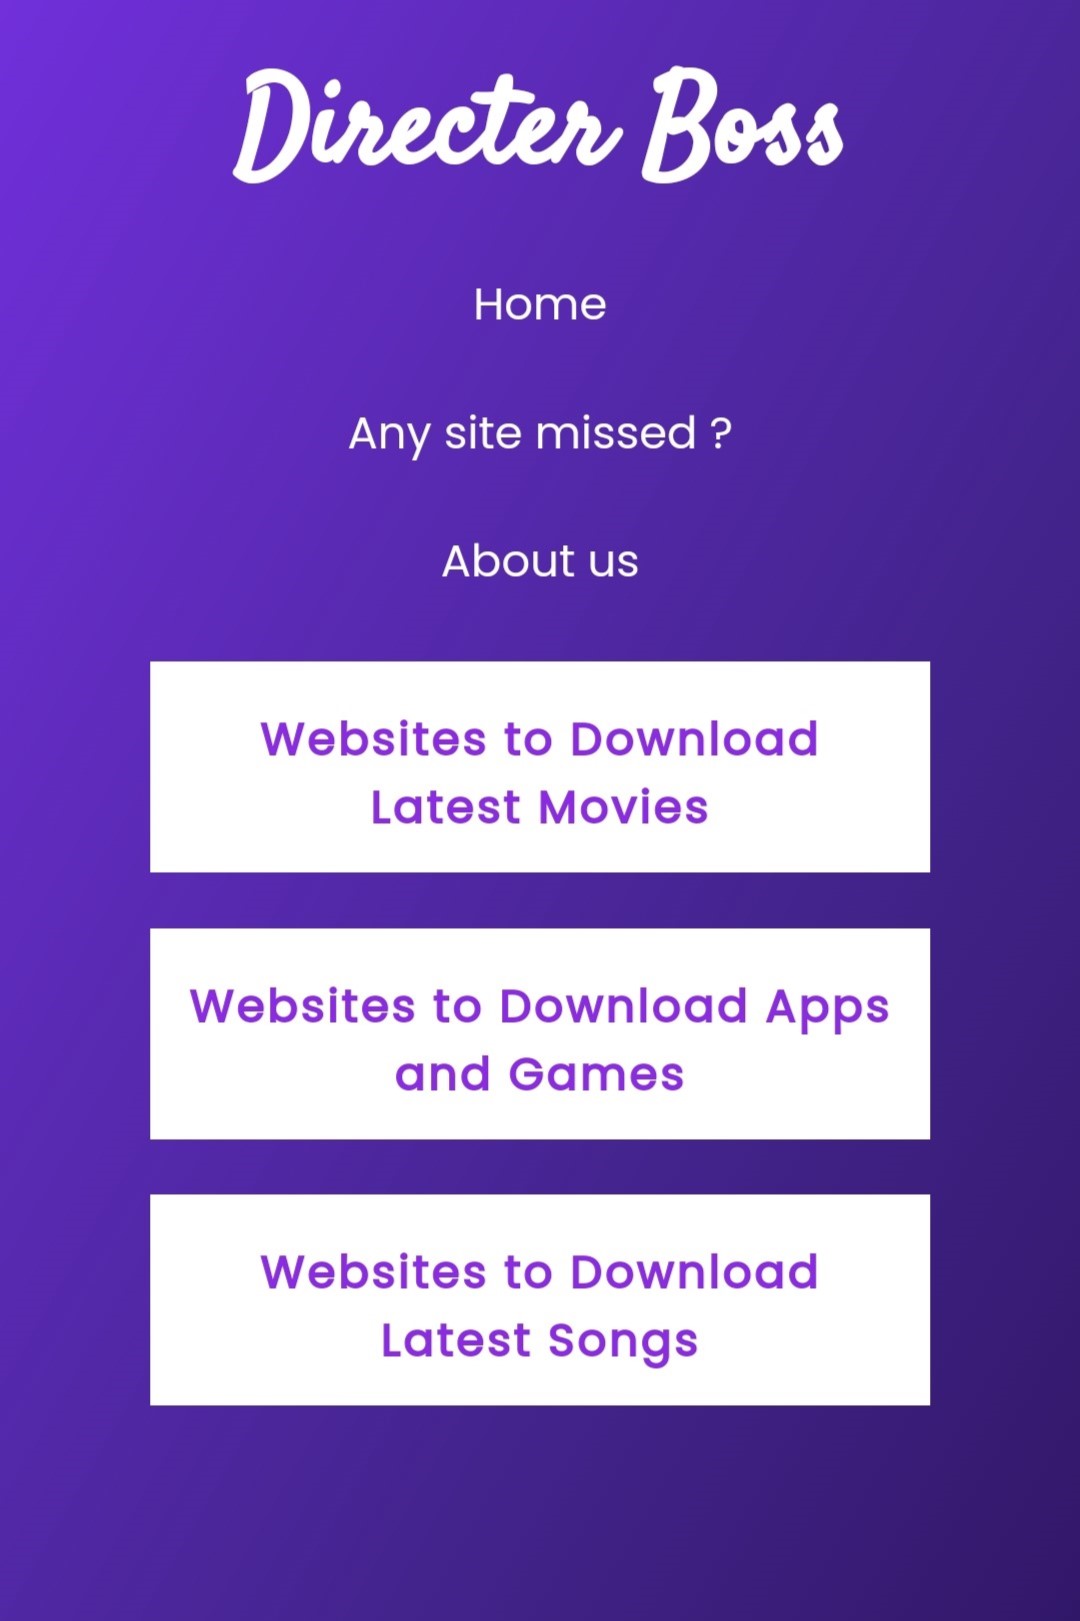 Directer Boss
Home
Any site missed ?
About us
Websites to Download
Latest Movies
Websites to Download Apps
and Games
Websites to Download
Latest Songs